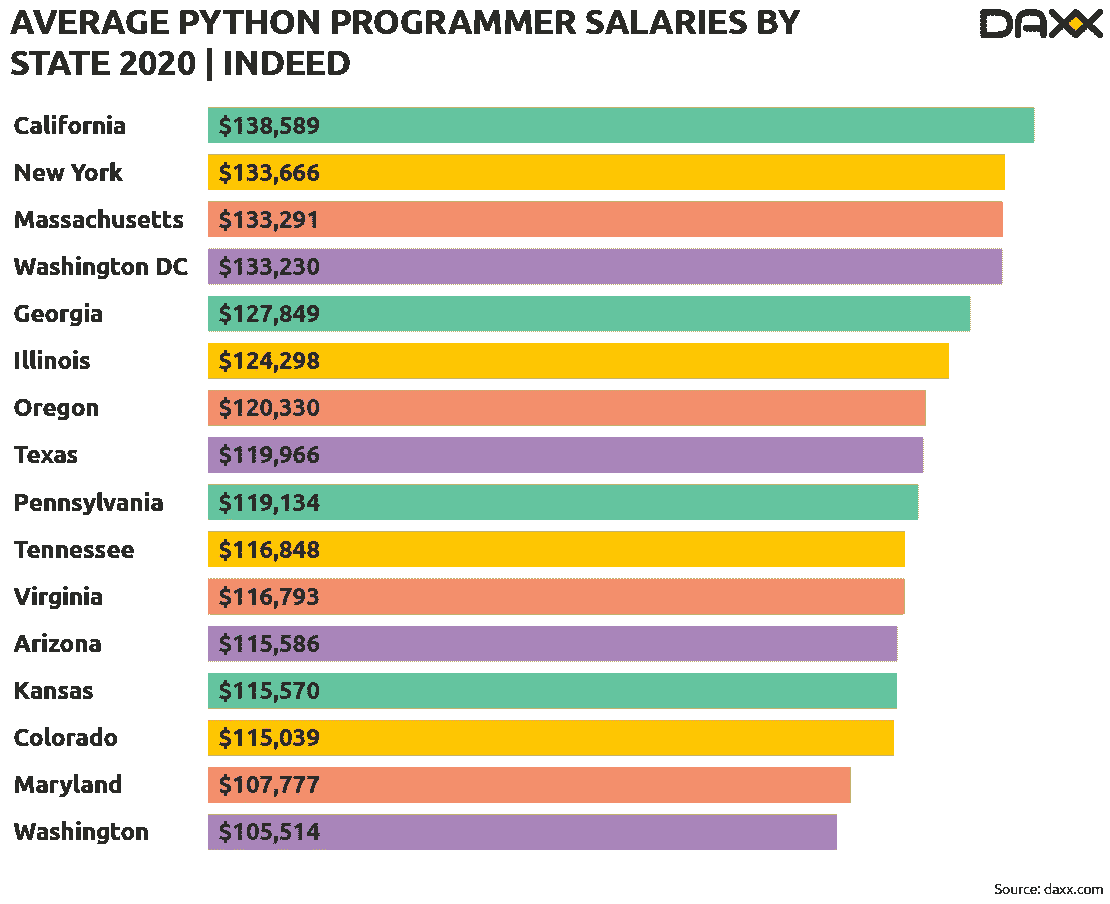 AVERAGE PYTHON PROGRAMMER SALARIES BY
STATE 2020 | INDEED
DAXX
California $138,589
New York $133,666
Massachusetts $133,291
Washington DC $133,230
Georgia $127,849
Illinois $124,298
Oregon $120,330
Texas $119,966
Pennsylvania $119,134
Tennessee $116,848
Virginia $116,793
Arizona $115,586
Kansas $115,570
Colorado $115,039
Maryland $107,777
Washington $105,514
Source: daxx.com